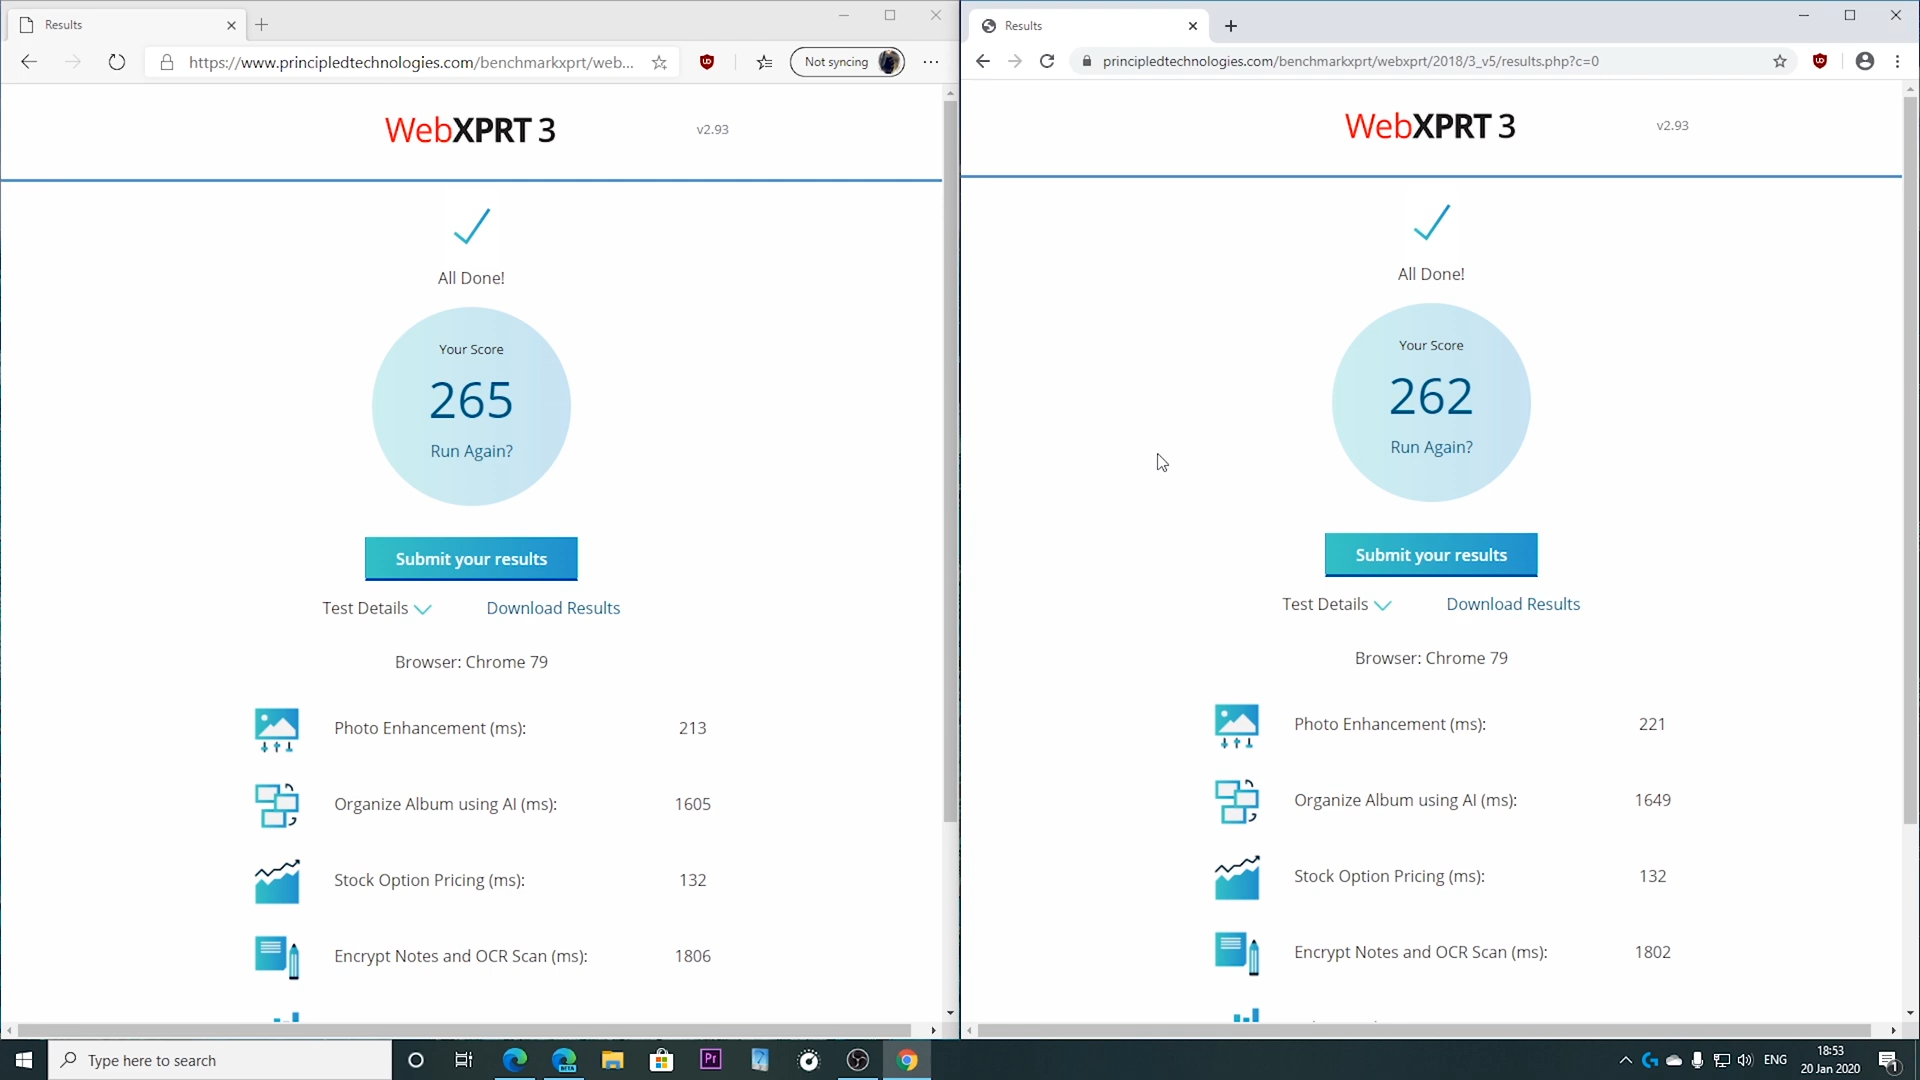 Results
https://www.principledtechnologies.com/benchmarkxprt/web...
Not syncing
WebXPRT 3
v2.93
All Done!
Your Score
265
Run Again?
Submit your results
Test Details
Download Results
Browser: Chrome 79
Photo Enhancement (ms): 213
Organize Album using AI (ms): 1605
Stock Option Pricing (ms): 132
Encrypt Notes and OCR Scan (ms): 1806
Results
principledtechnologies.com/benchmarkxprt/webxprt/2018/3_v5/results.php?c=0
WebXPRT 3
v2.93
All Done!
Your Score
262
Run Again?
Submit your results
Test Details
Download Results
Browser: Chrome 79
Photo Enhancement (ms): 221
Organize Album using AI (ms): 1649
Stock Option Pricing (ms): 132
Encrypt Notes and OCR Scan (ms): 1802
Type here to search
BETA
Pr
ENG
18:53
20 Jan 2020
1